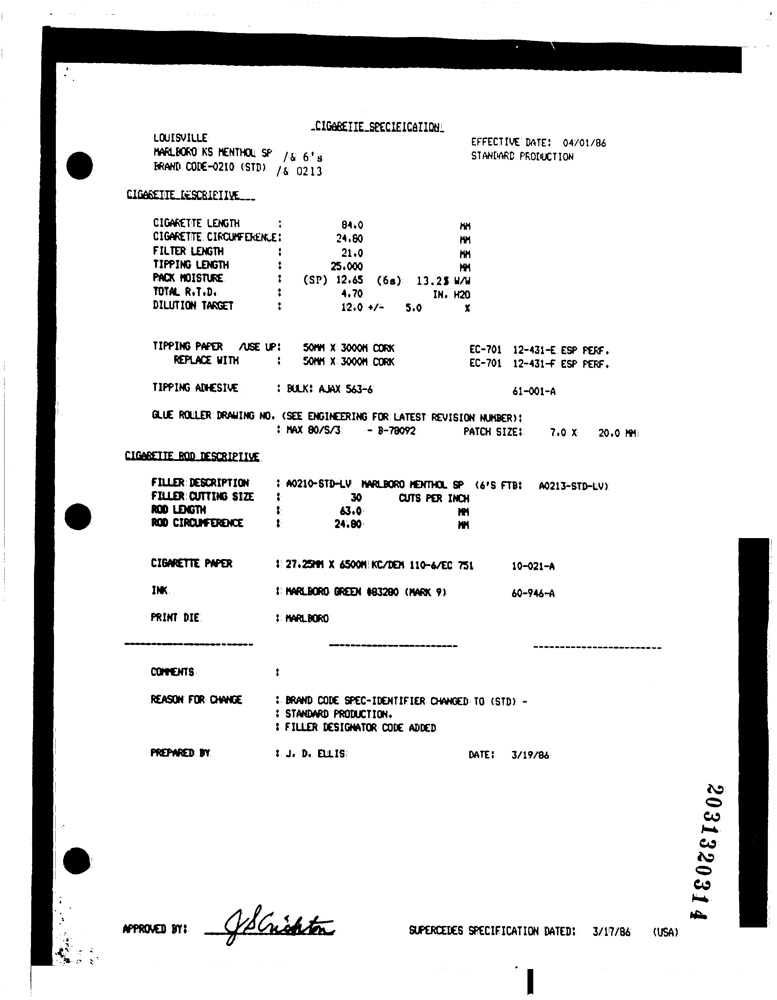 CIGARETTE SPECIFICATION
LOUISVILLE
EFFECTIVE DATE: 04/01/86
MARLBORO KS MENTHOL SP /& 6's
STANDARD PRODUCTION
BRAND CODE-0210 (STD) /& 0213
CIGARETTE DESCRIPTIVE
CIGARETTE LENGTH : 84.0 MM
CIGARETTE CIRCUMFERENCE: 24.80 MM
FILTER LENGTH : 21.0 MM
TIPPING LENGTH : 25.000 MM
PACK MOISTURE : (SP) 12.65 (6s) 13.25 W/W
TOTAL R.T.D. : 4.70 IN. H2O
DILUTION TARGET : 12.0 +/- 5.0 %
TIPPING PAPER /USE UP: 50MM X 3000M CORK EC-701 12-431-E ESP PERF.
REPLACE WITH : 50MM X 3000M CORK EC-701 12-431-F ESP PERF.
TIPPING ADHESIVE : BULK: AJAX 563-6 61-001-A
GLUE ROLLER DRAWING NO. (SEE ENGINEERING FOR LATEST REVISION NUMBER):
: MAX 80/S/3 - B-78092 PATCH SIZE: 7.0 X 20.0 MM
CIGARETTE ROD DESCRIPTIVE
FILLER DESCRIPTION : A0210-STD-LV MARLBORO MENTHOL SP (6'S FTB: A0213-STD-LV)
FILLER CUTTING SIZE : 30 CUTS PER INCH
ROD LENGTH : 63.0 MM
ROD CIRCUMFERENCE : 24.80 MM
CIGARETTE PAPER : 27.25MM X 6500M KC/DEM 110-6/EC 751 10-021-A
INK : MARLBORO GREEN #83280 (MARK 9) 60-946-A
PRINT DIE : MARLBORO
COMMENTS :
REASON FOR CHANGE : BRAND CODE SPEC-IDENTIFIER CHANGED TO (STD) -
: STANDARD PRODUCTION.
: FILLER DESIGNATOR CODE ADDED
PREPARED BY : J. D. ELLIS DATE: 3/19/86
2031320314
APPROVED BY: JSCrichton SUPERCEDES SPECIFICATION DATED: 3/17/86 (USA)